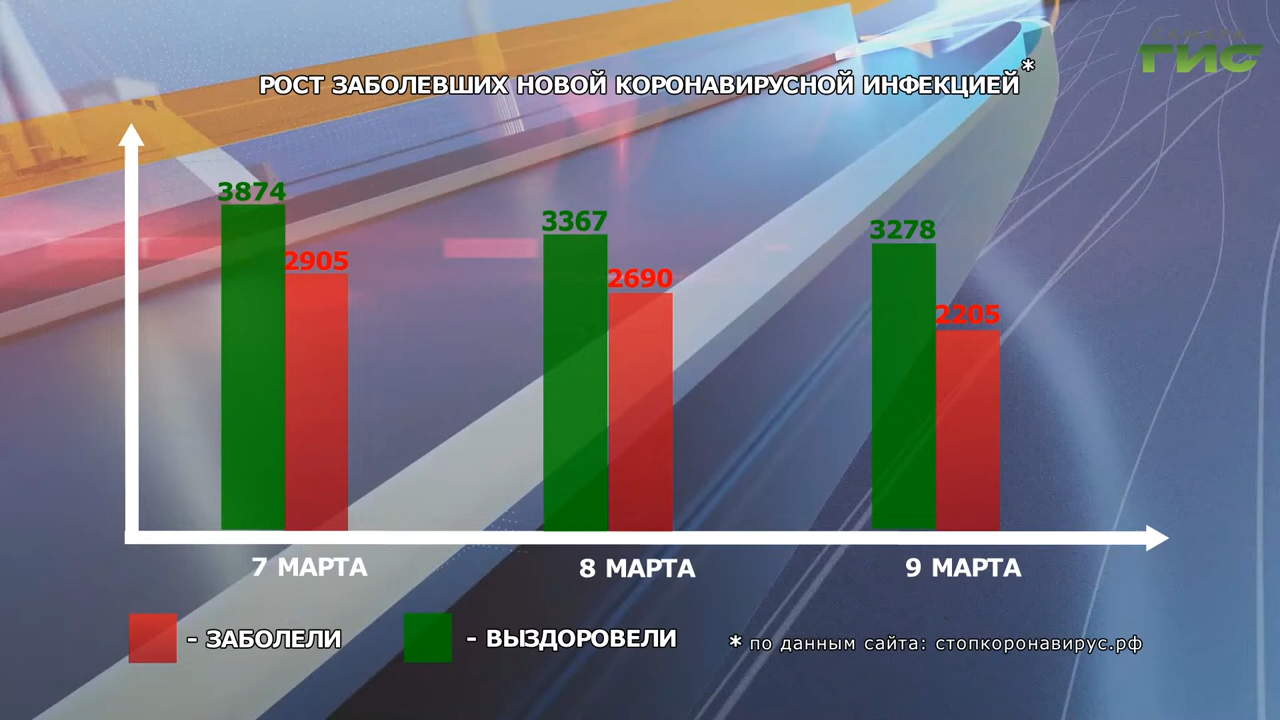 САМАРА
ГИС
РОСТ ЗАБОЛЕВШИХ НОВОЙ КОРОНАВИРУСНОЙ ИНФЕКЦИЕЙ*
3874
2905
3367
2690
3278
2205
7 МАРТА
8 МАРТА
9 МАРТА
- ЗАБОЛЕЛИ
- ВЫЗДОРОВЕЛИ
* по данным сайта: стопкоронавирус.рф